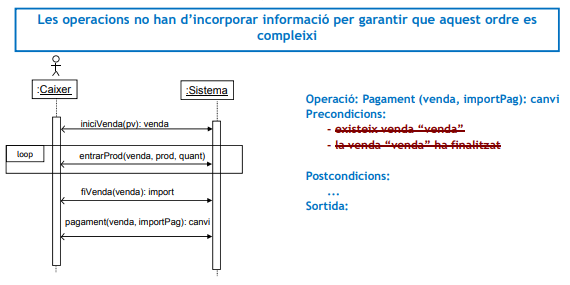 Les operacions no han d'incorporar informació per garantir que aquest ordre es
compleixi
:Caixer
:Sistema
iniciVenda(pv): venda
loop
entrarProd(venda, prod, quant)
fiVenda(venda): import
pagament(venda, importPag): canvi
Operació: Pagament (venda, importPag): canvi
Precondicions:
- existeix venda “venda”
- la venda “venda” ha finalitzat
Postcondicions:
...
Sortida: